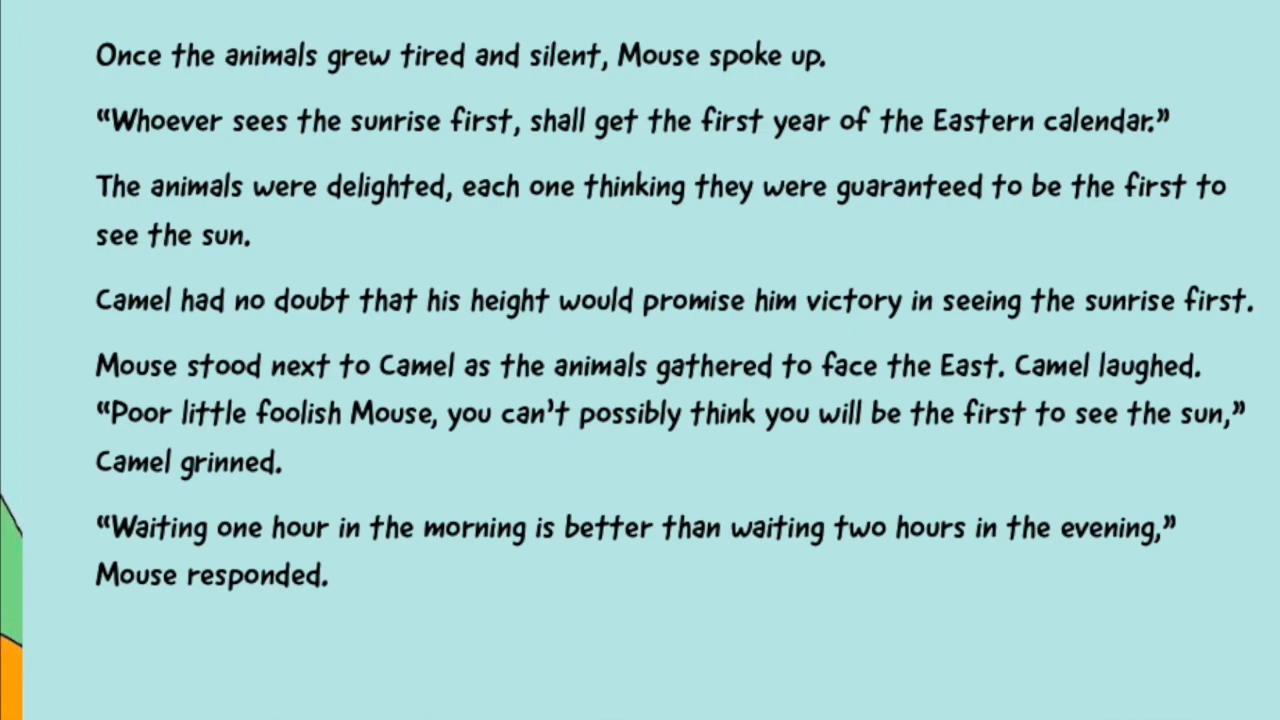 Once the animals grew tired and silent, Mouse spoke up.
“Whoever sees the sunrise first, shall get the first year of the Eastern calendar.”
The animals were delighted, each one thinking they were guaranteed to be the first to
see the sun.
Camel had no doubt that his height would promise him victory in seeing the sunrise first.
Mouse stood next to Camel as the animals gathered to face the East. Camel laughed.
“Poor little foolish Mouse, you can’t possibly think you will be the first to see the sun,”
Camel grinned.
“Waiting one hour in the morning is better than waiting two hours in the evening,”
Mouse responded.